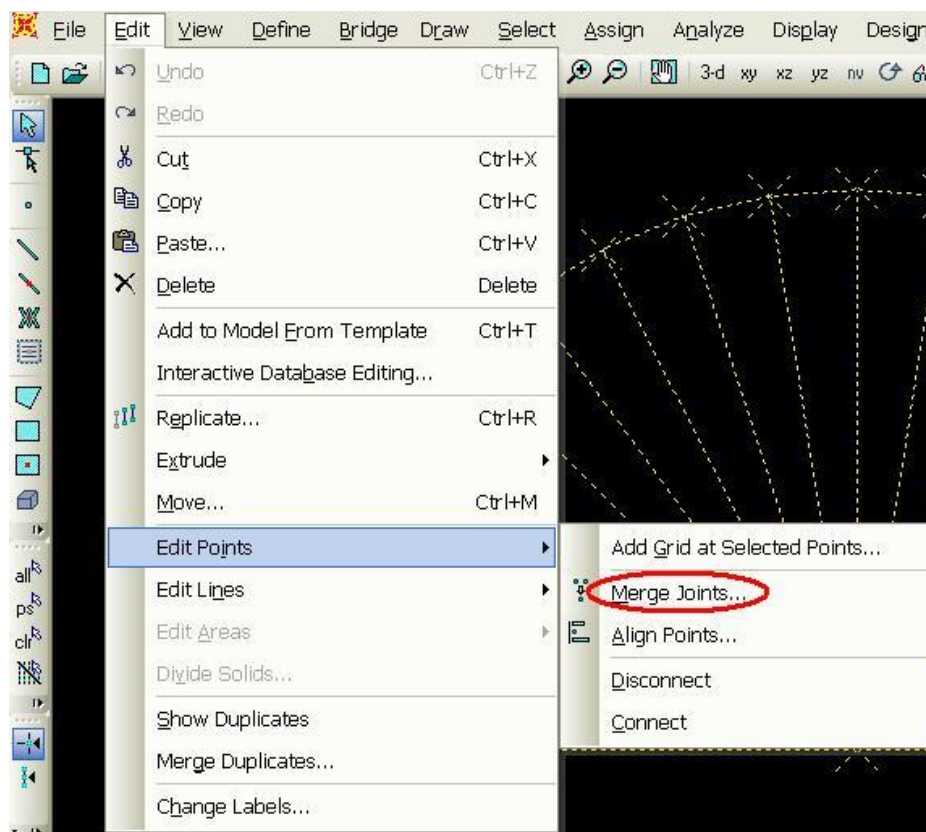 File Edit View Define Bridge Draw Select Assign Analyze Display Design
3-d xy xz yz nv
Undo Ctrl+Z
Redo
Cut Ctrl+X
Copy Ctrl+C
Paste... Ctrl+V
Delete Delete
Add to Model From Template Ctrl+T
Interactive Database Editing...
Replicate... Ctrl+R
Extrude
Move... Ctrl+M
Edit Points
Edit Lines
Edit Areas
Divide Solids...
Show Duplicates
Merge Duplicates...
Change Labels...
Add Grid at Selected Points...
Merge Joints...
Align Points...
Disconnect
Connect
all
ps
clr